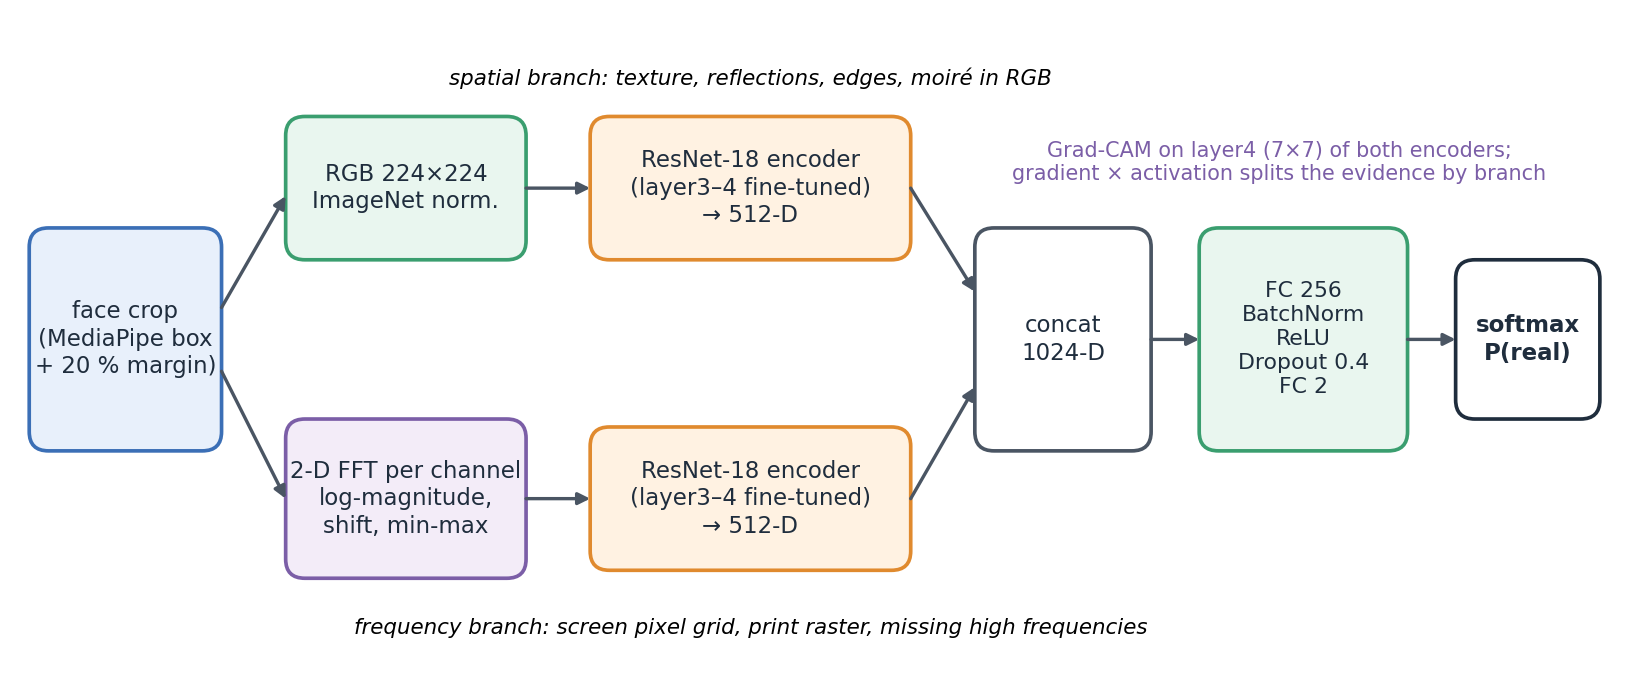 spatial branch: texture, reflections, edges, moiré in RGB
Grad-CAM on layer4 (7×7) of both encoders;
gradient × activation splits the evidence by branch
RGB 224×224
ImageNet norm.
ResNet-18 encoder
(layer3–4 fine-tuned)
→ 512-D
face crop
(MediaPipe box
+ 20 % margin)
concat
1024-D
FC 256
BatchNorm
ReLU
Dropout 0.4
FC 2
softmax
P(real)
2-D FFT per channel
log-magnitude,
shift, min-max
ResNet-18 encoder
(layer3–4 fine-tuned)
→ 512-D
frequency branch: screen pixel grid, print raster, missing high frequencies